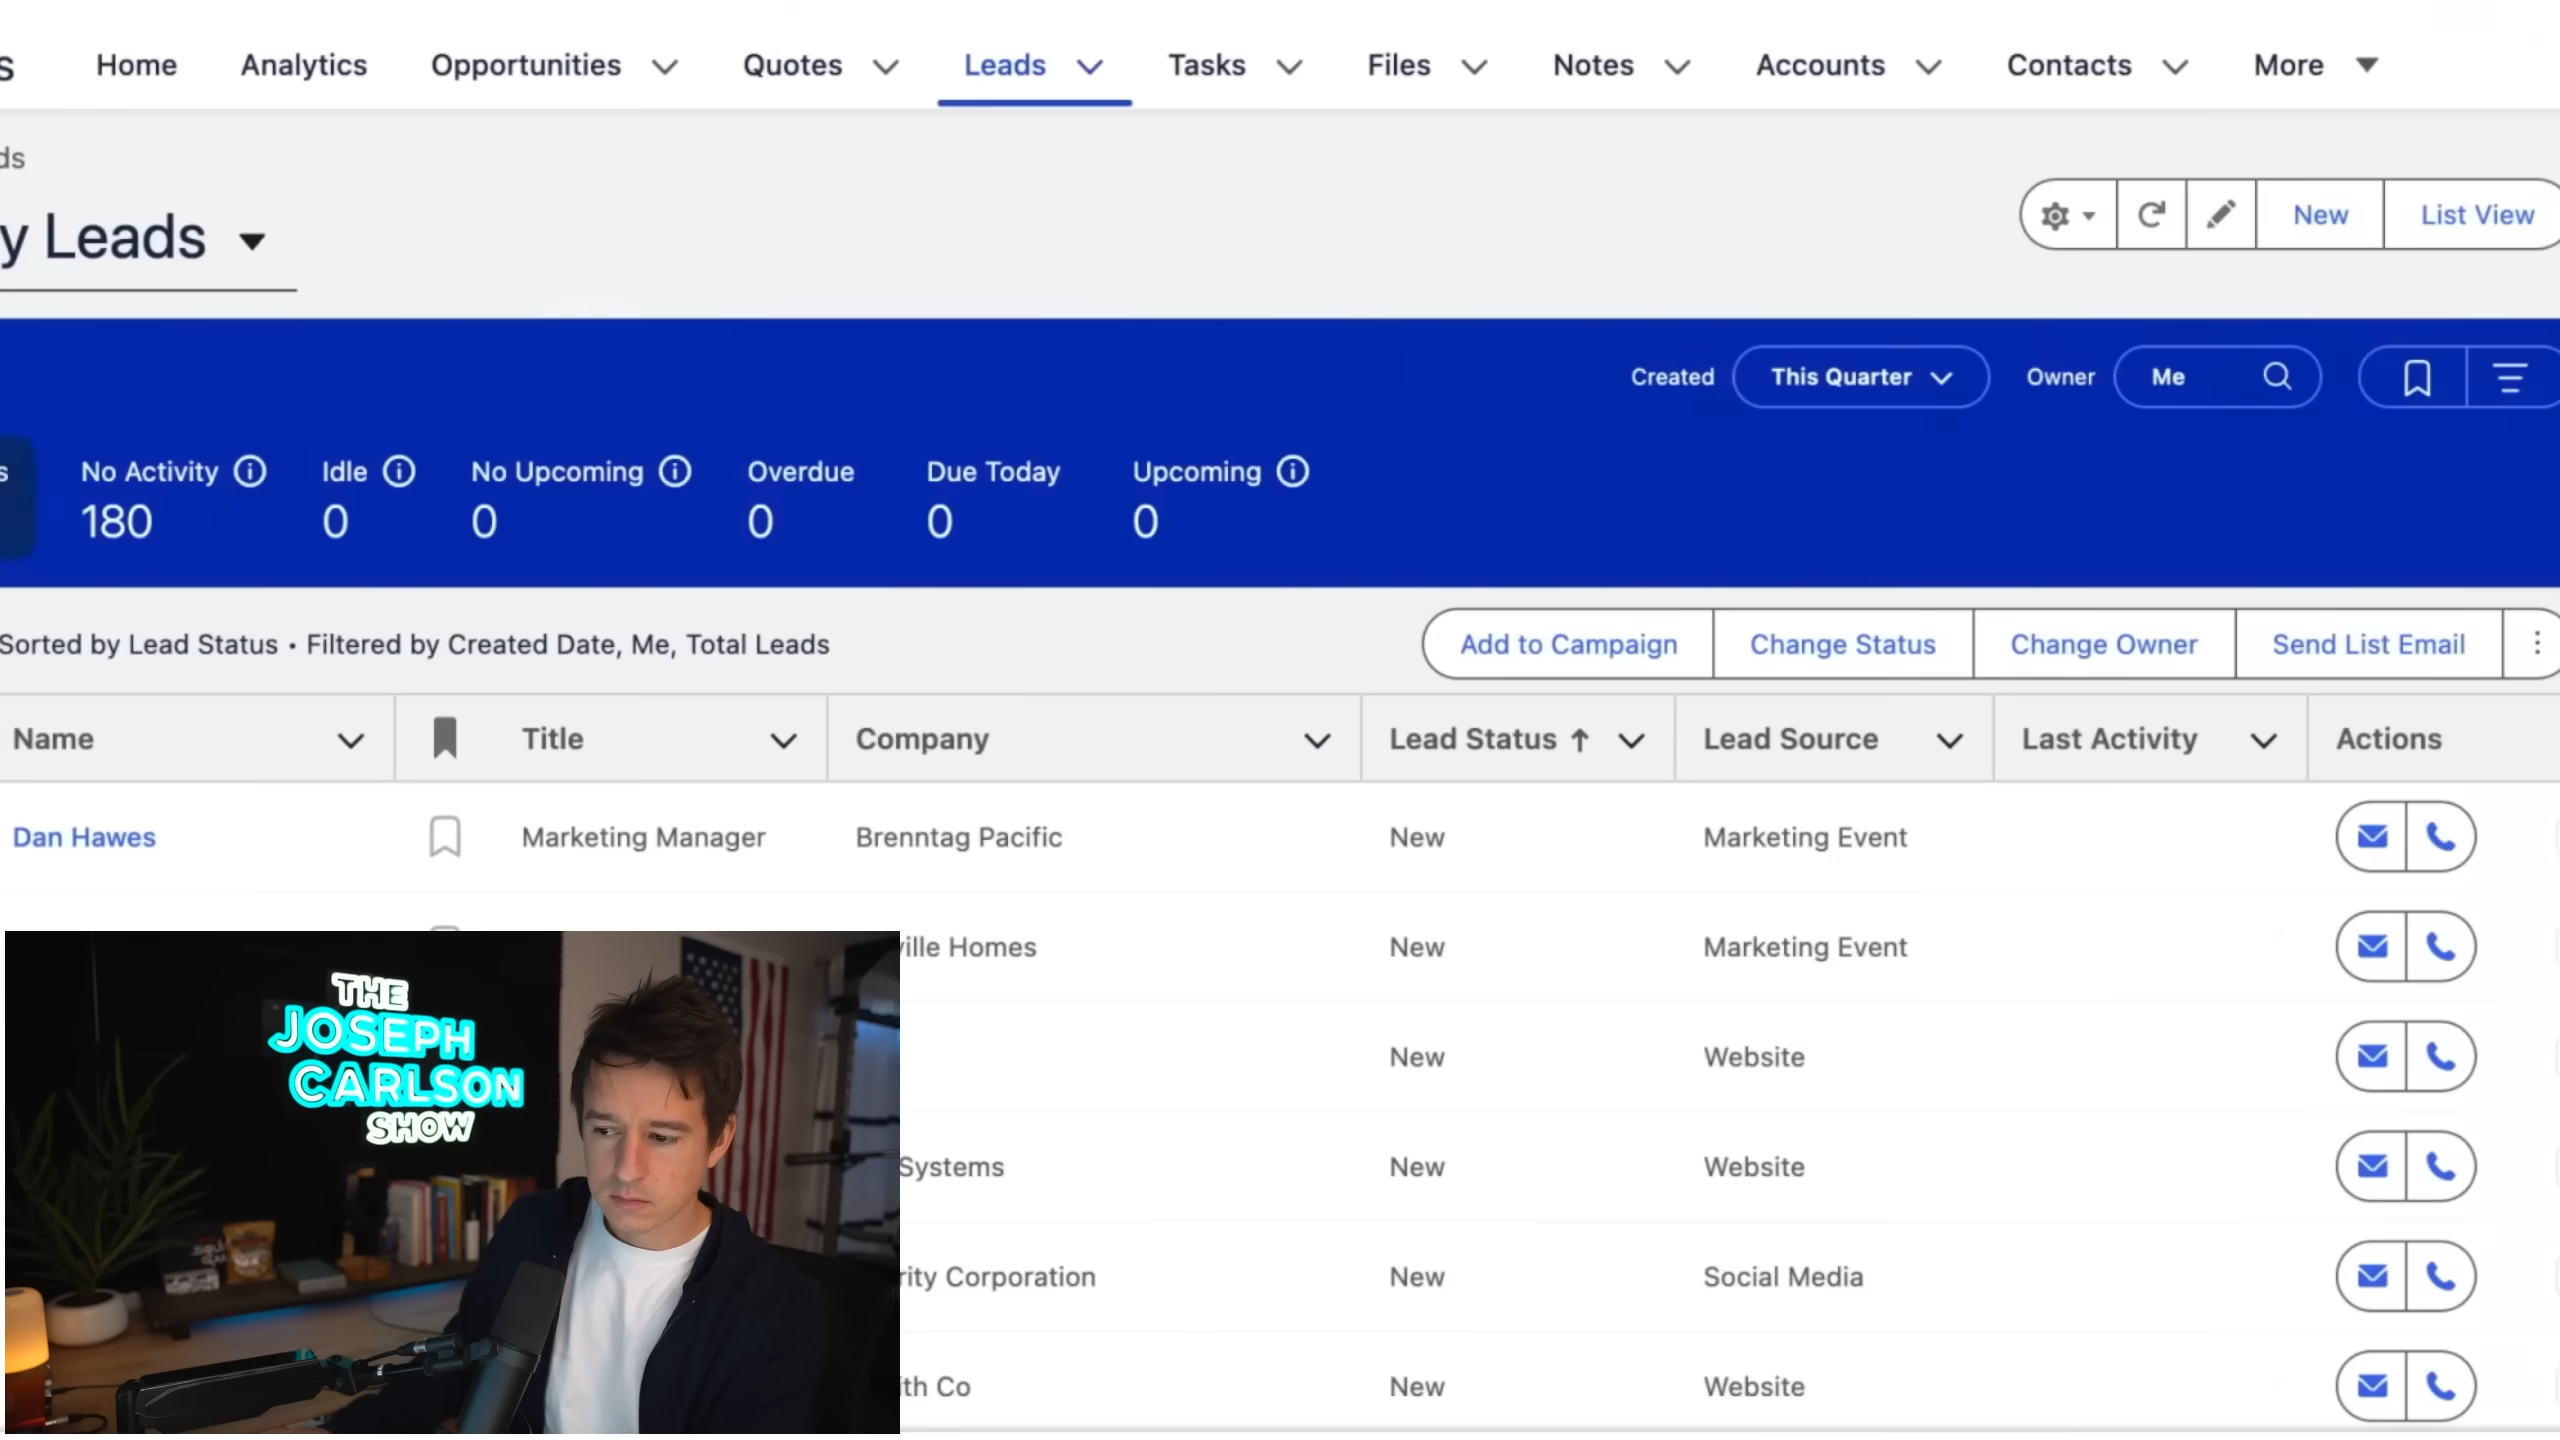 Home Analytics Opportunities Quotes Leads Tasks Files Notes Accounts Contacts More
Leads
New List View
Created This Quarter Owner Me
No Activity Idle No Upcoming Overdue Due Today Upcoming
180 0 0 0 0 0
Sorted by Lead Status • Filtered by Created Date, Me, Total Leads
Add to Campaign Change Status Change Owner Send List Email
Name Title Company Lead Status Lead Source Last Activity Actions
Dan Hawes Marketing Manager Brenntag Pacific New Marketing Event
Homes New Marketing Event
New Website
Systems New Website
Corporation New Social Media
Co New Website
THE
JOSEPH
CARLSON
SHOW